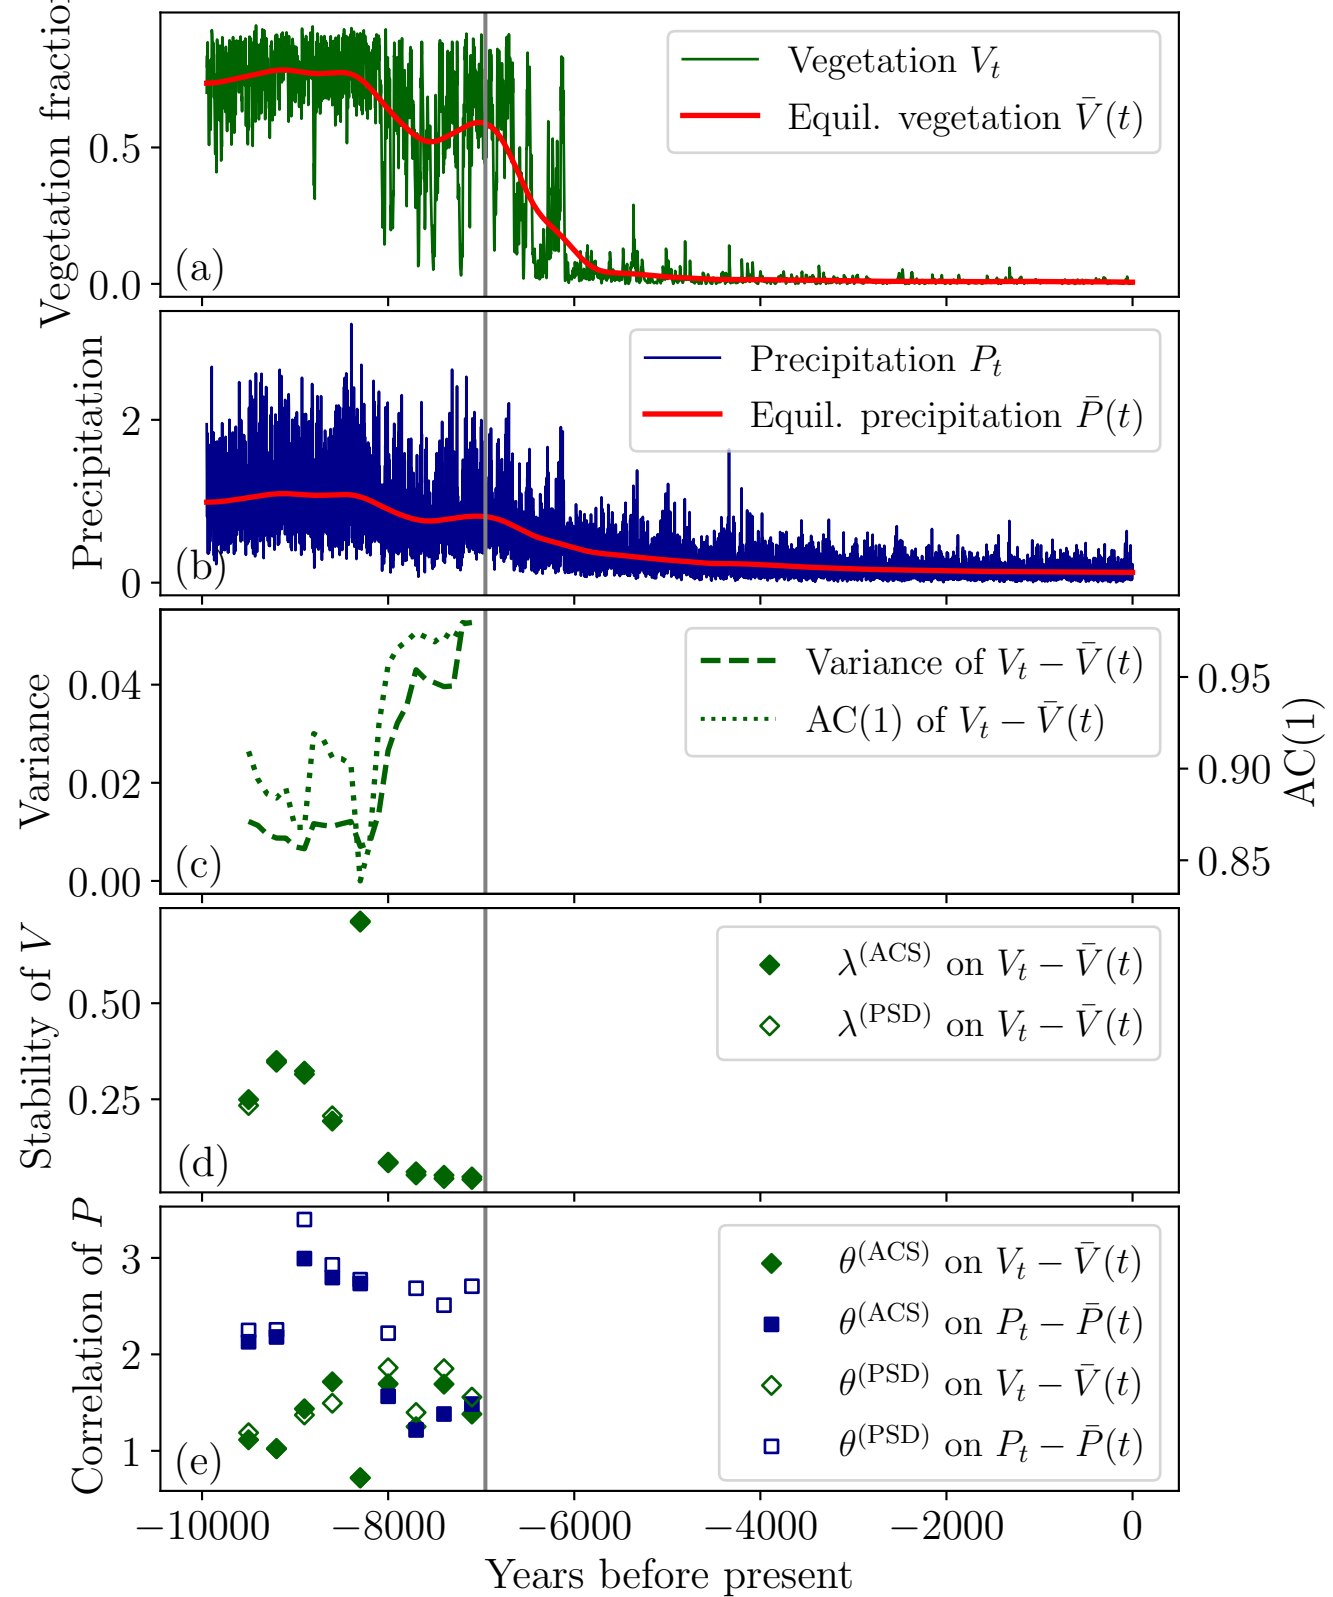 Vegetation fraction
0.5
0.0
(a)
Vegetation V_t
Equil. vegetation V̄(t)
Precipitation
2
0
(b)
Precipitation P_t
Equil. precipitation P̄(t)
Variance
0.04
0.02
0.00
(c)
Variance of V_t − V̄(t)
AC(1) of V_t − V̄(t)
0.95
0.90
0.85
AC(1)
Stability of V
0.50
0.25
(d)
λ^(ACS) on V_t − V̄(t)
λ^(PSD) on V_t − V̄(t)
Correlation of P
3
2
1
(e)
θ^(ACS) on V_t − V̄(t)
θ^(ACS) on P_t − P̄(t)
θ^(PSD) on V_t − V̄(t)
θ^(PSD) on P_t − P̄(t)
−10000 −8000 −6000 −4000 −2000 0
Years before present